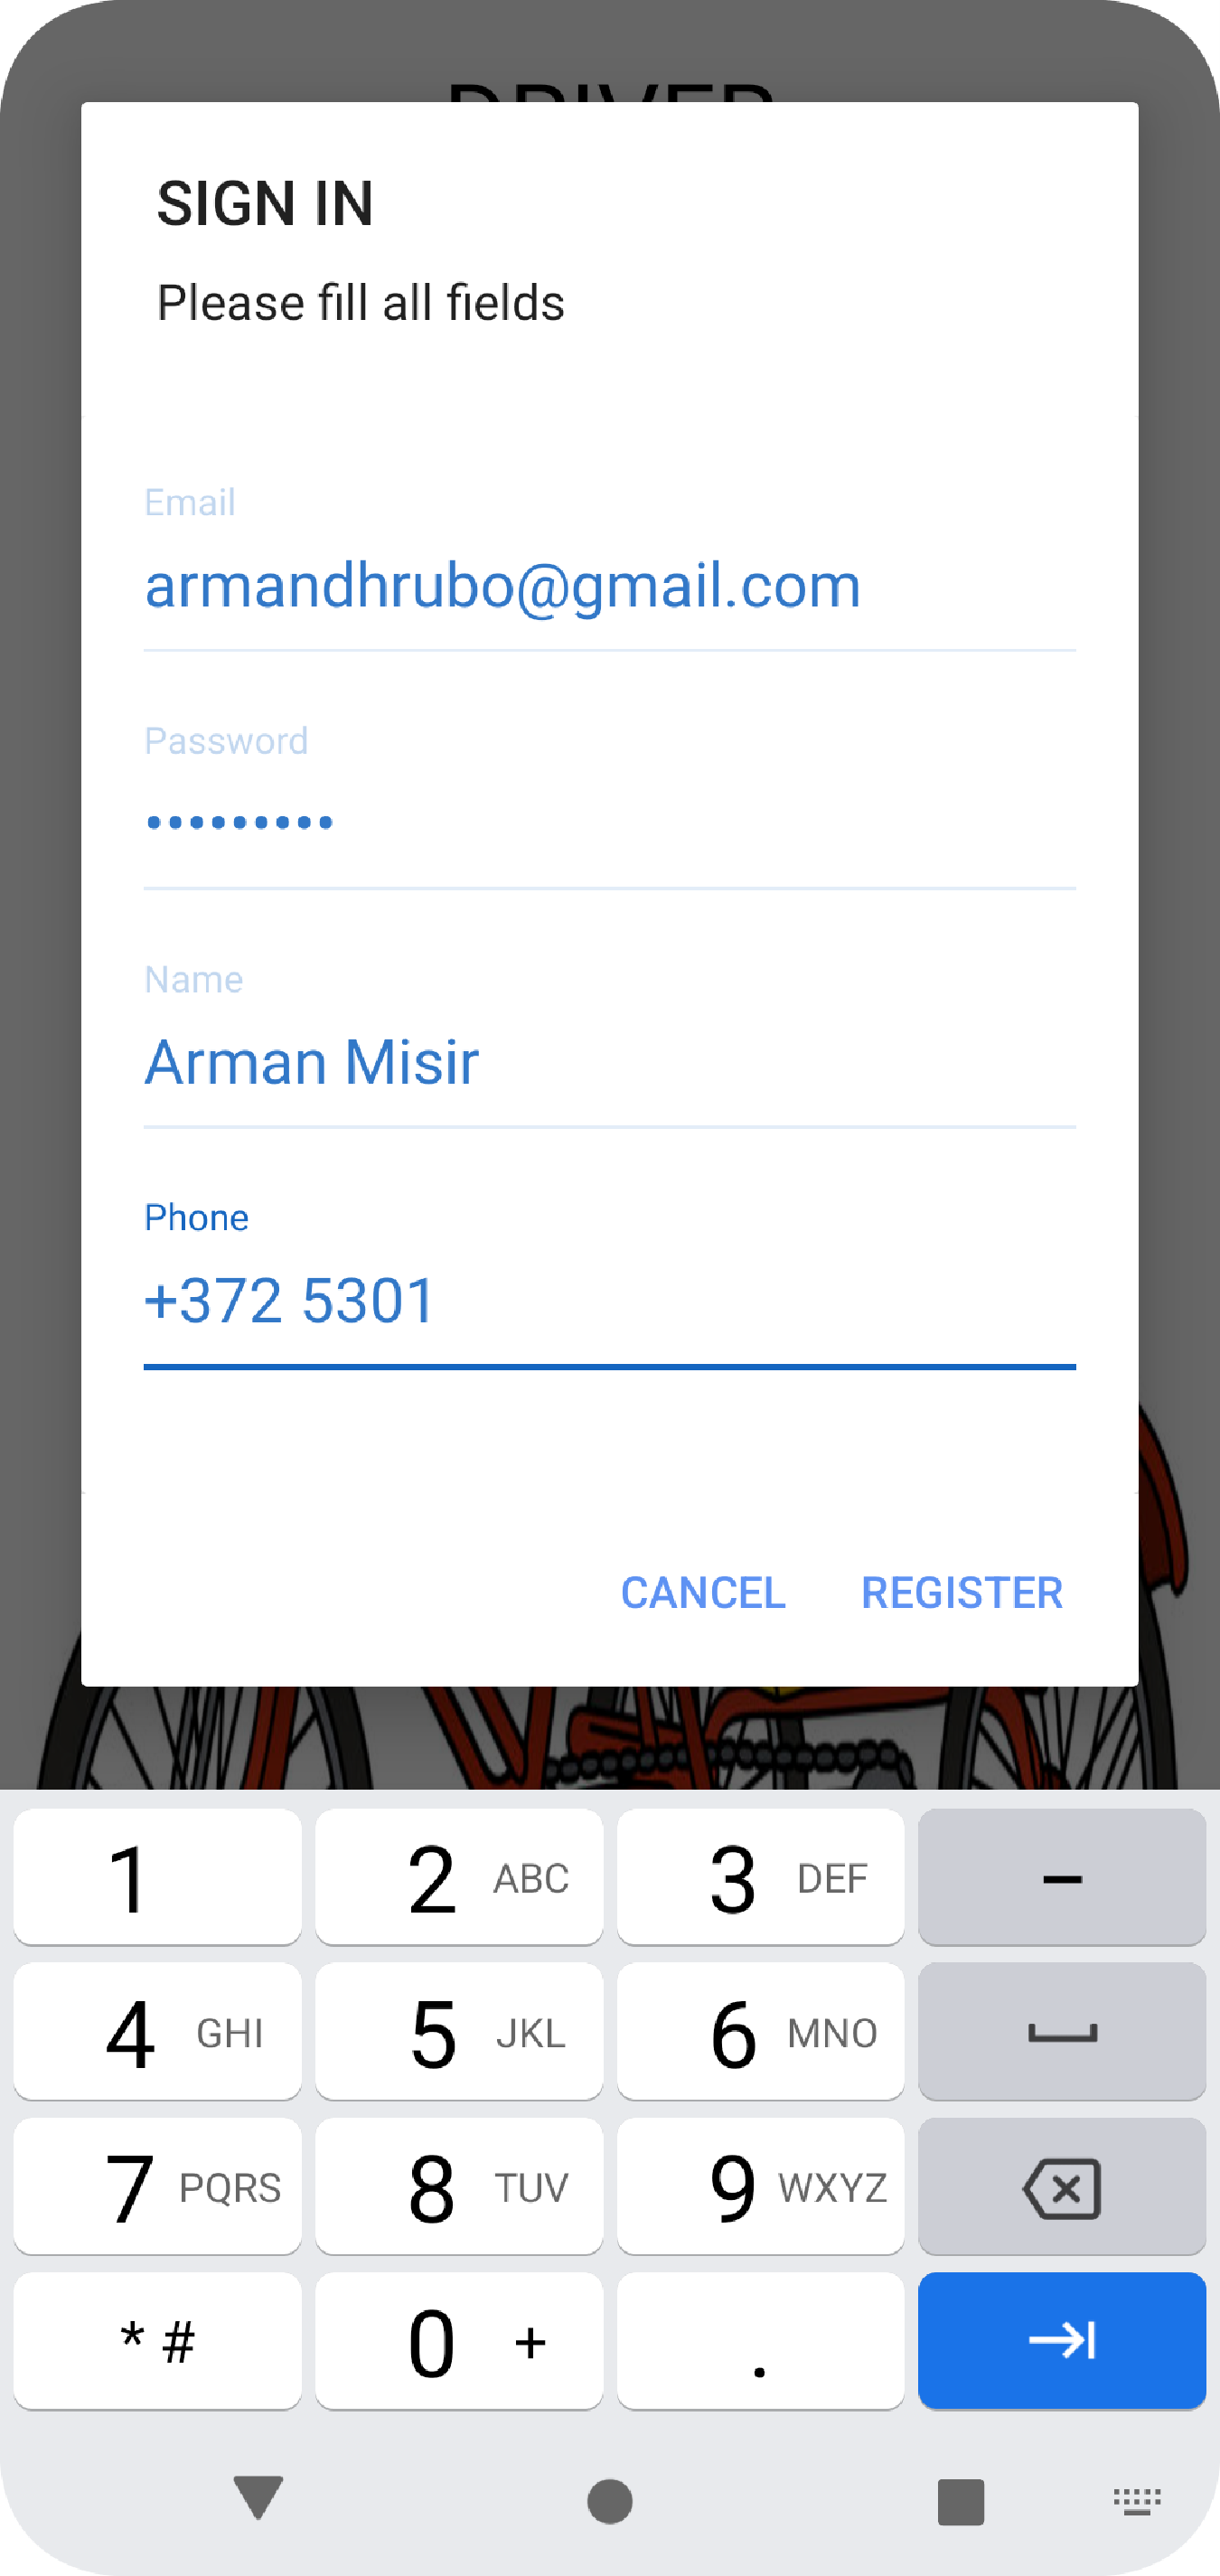 DRIVER
SIGN IN
Please fill all fields
Email
armandhrubo@gmail.com
Password
•••••••••
Name
Arman Misir
Phone
+372 5301
CANCEL REGISTER
1 2 ABC 3 DEF –
4 GHI 5 JKL 6 MNO
7 PQRS 8 TUV 9 WXYZ
* # 0 + .